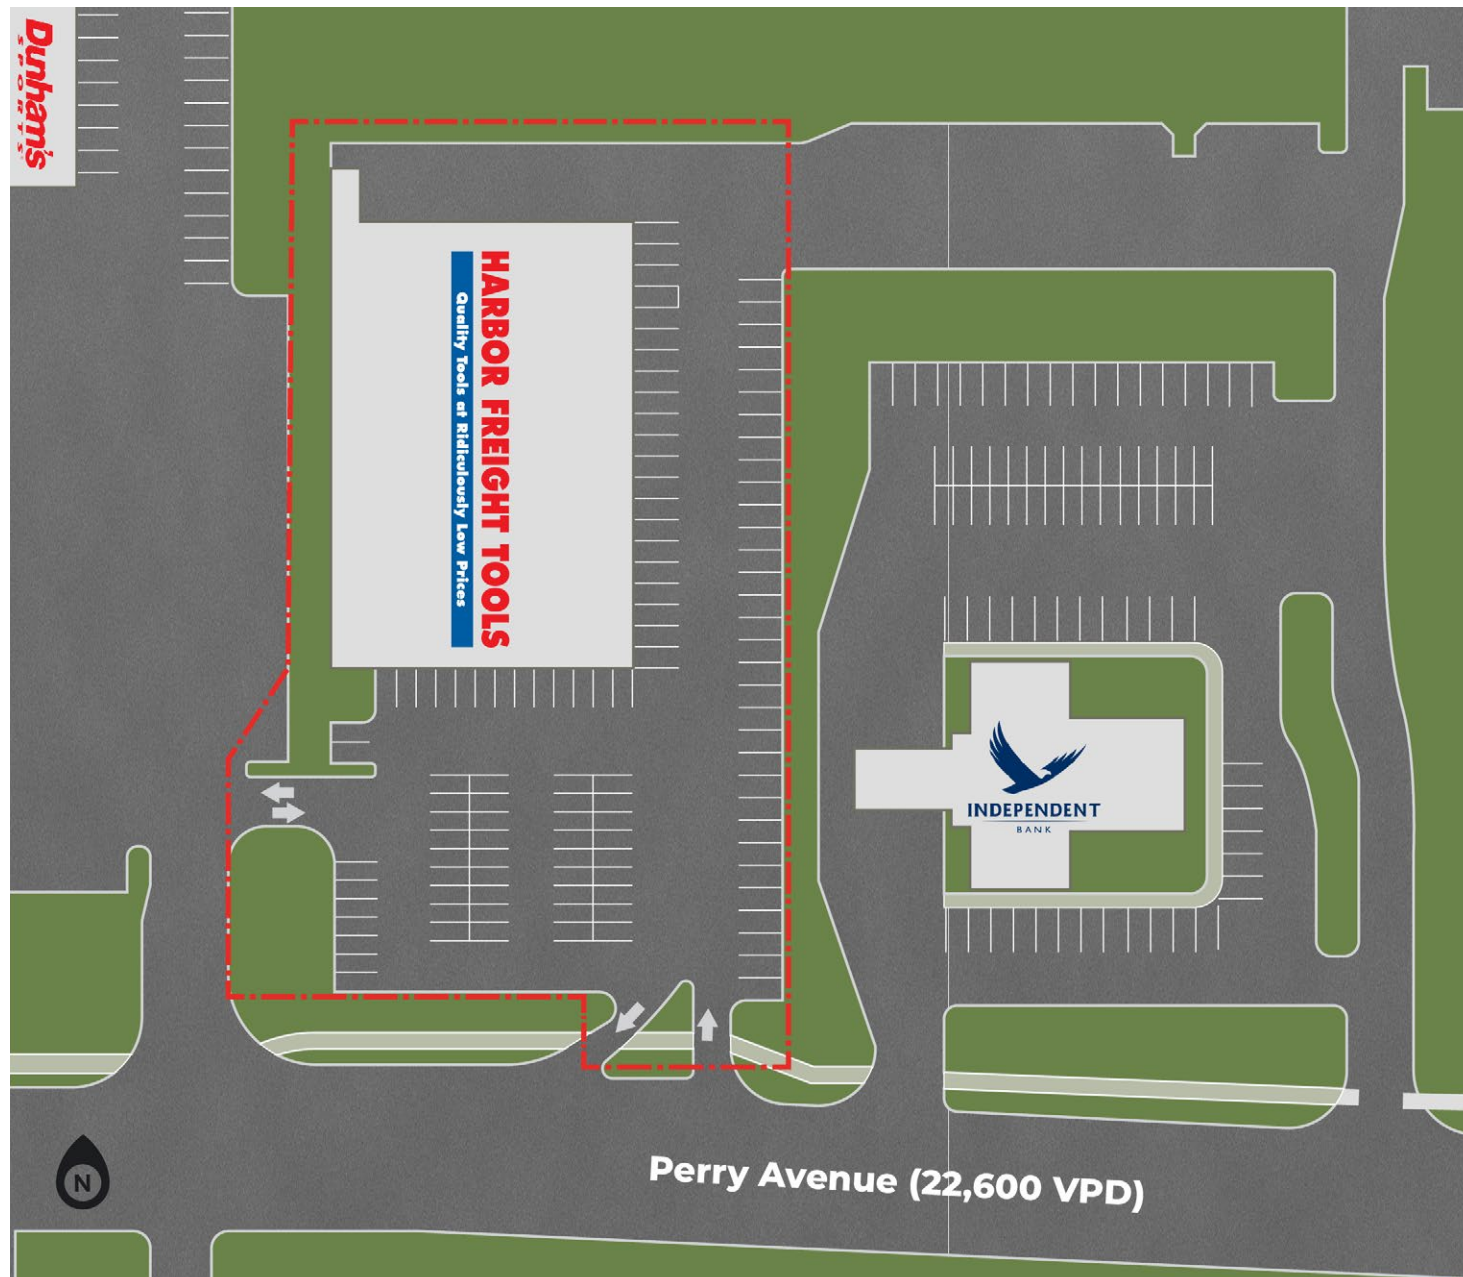 Dunham's
SPORTS
HARBOR FREIGHT TOOLS
Quality Tools at Ridiculously Low Prices
INDEPENDENT
BANK
Perry Avenue (22,600 VPD)
N